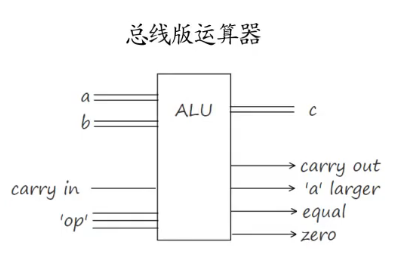 总线版运算器
a
b
ALU
c
carry in
'op'
carry out
'a' larger
equal
zero